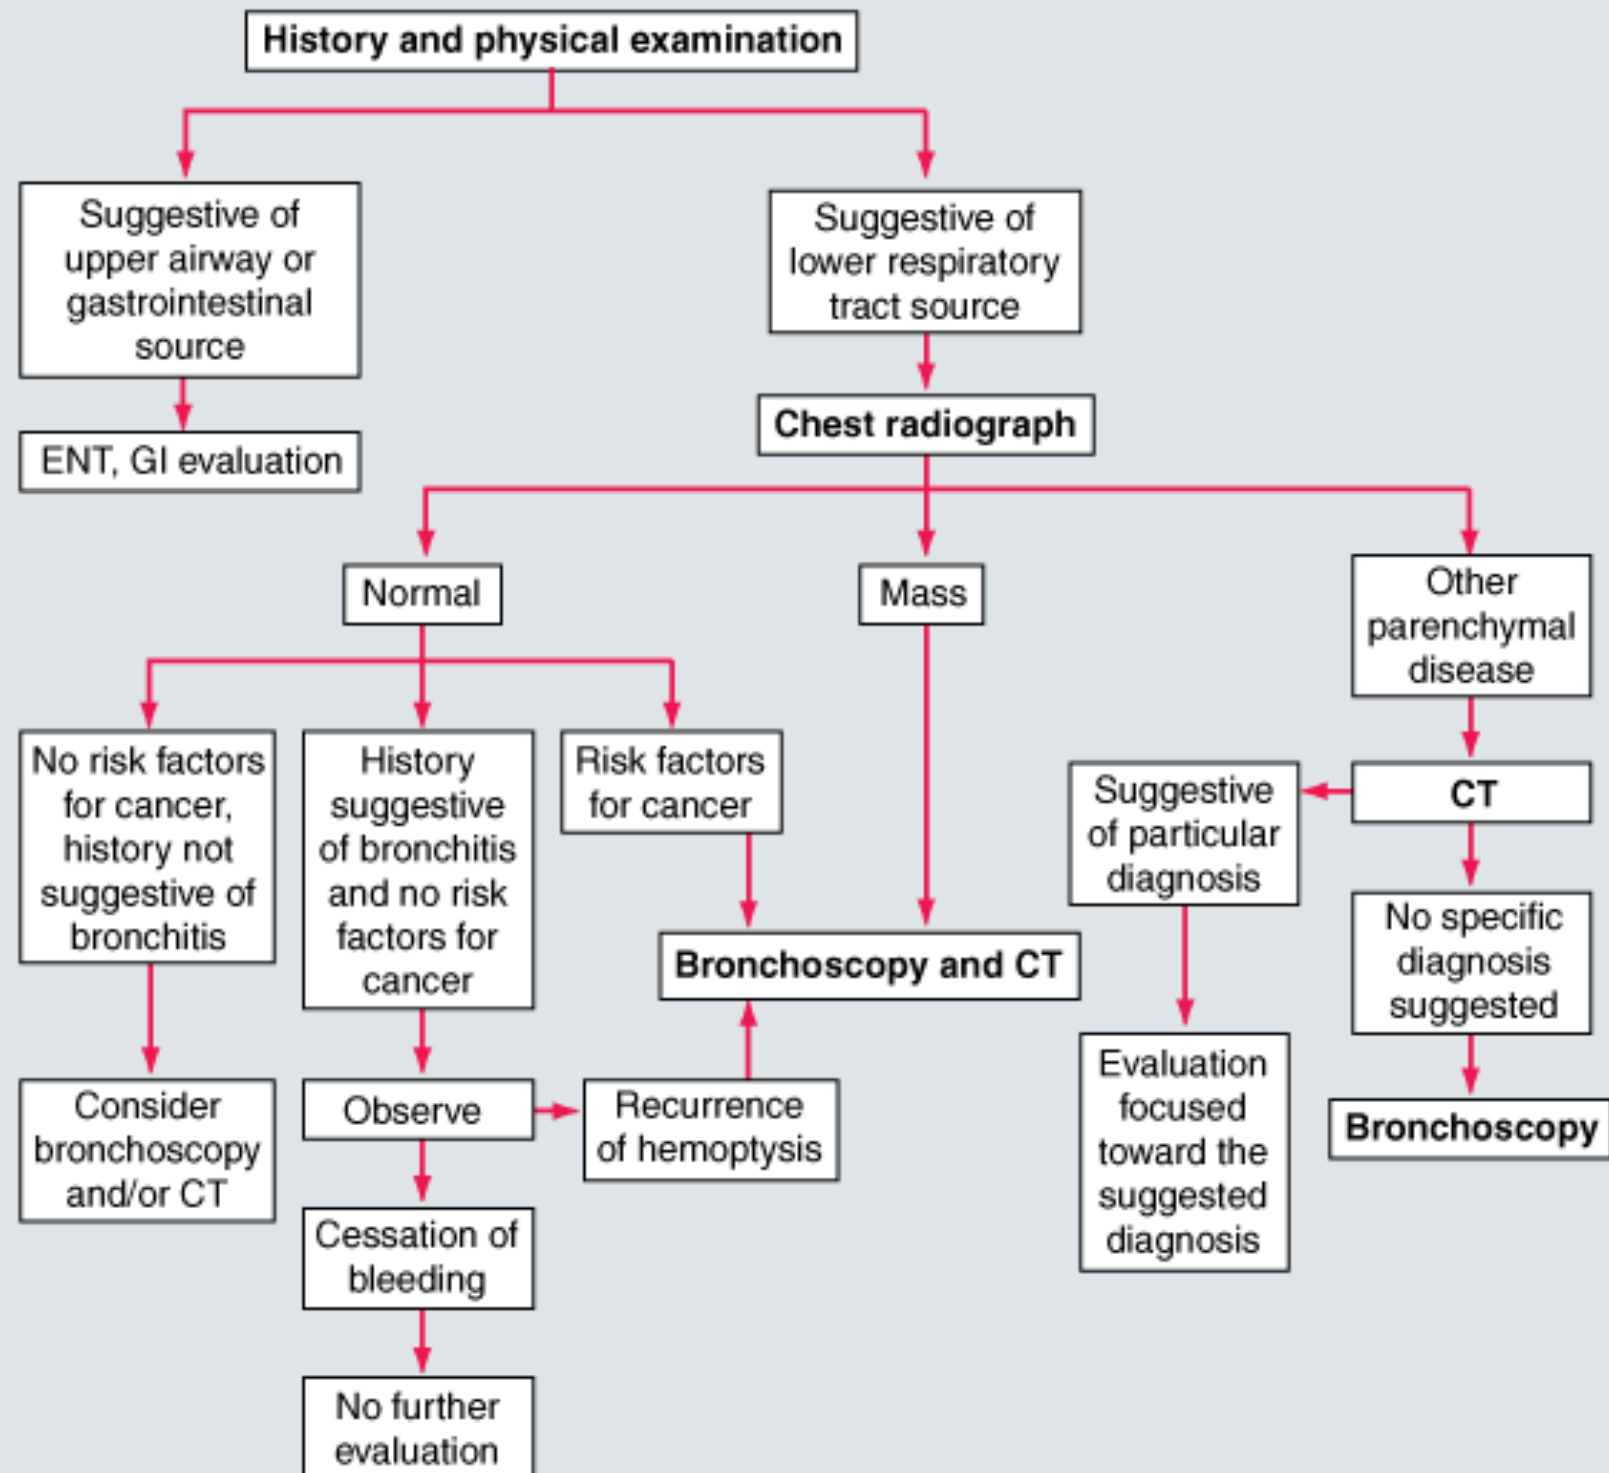 History and physical examination
Suggestive of
upper airway or
gastrointestinal
source
Suggestive of
lower respiratory
tract source
ENT, GI evaluation
Chest radiograph
Normal
Mass
Other
parenchymal
disease
No risk factors
for cancer,
history not
suggestive of
bronchitis
History
suggestive
of bronchitis
and no risk
factors for
cancer
Risk factors
for cancer
Suggestive
of particular
diagnosis
CT
Bronchoscopy and CT
No specific
diagnosis
suggested
Consider
bronchoscopy
and/or CT
Observe
Recurrence
of hemoptysis
Evaluation
focused
toward the
suggested
diagnosis
Bronchoscopy
Cessation of
bleeding
No further
evaluation